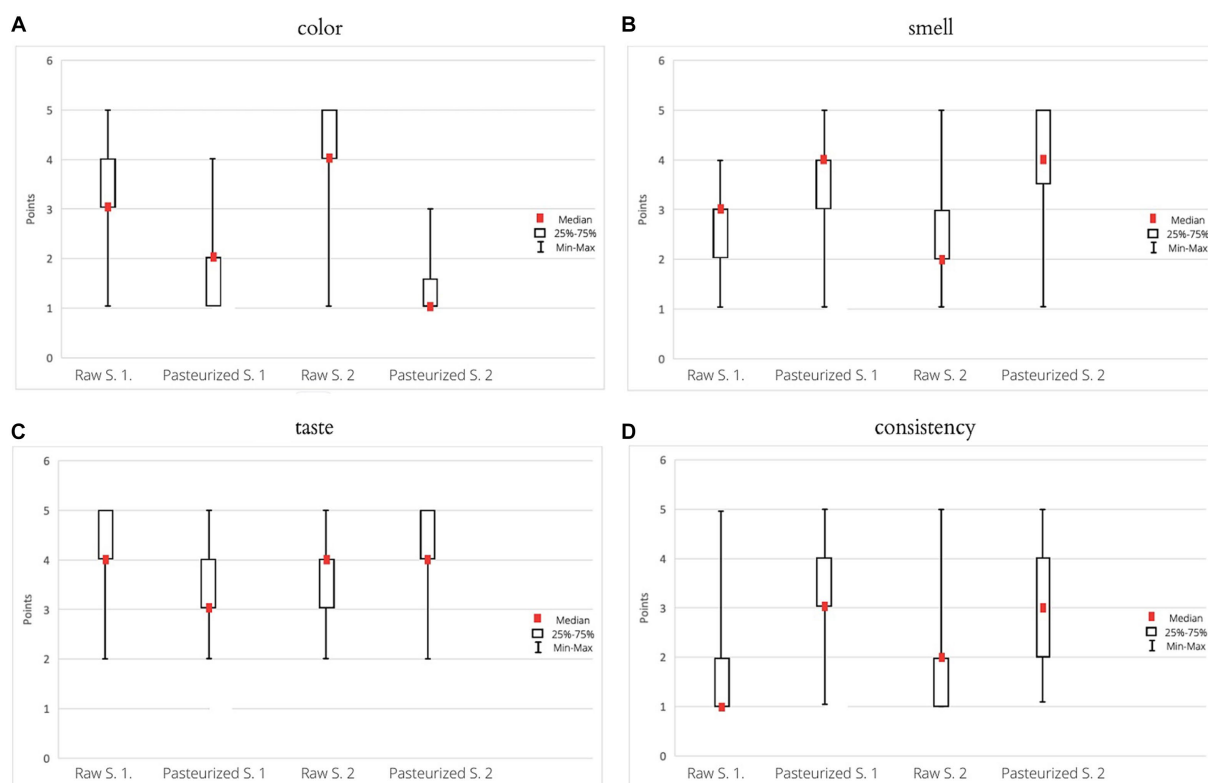 A
color
6
5
4
3
2
1
0
Points
Median
25%-75%
Min-Max
Raw S. 1. Pasteurized S. 1 Raw S. 2 Pasteurized S. 2
B
smell
6
5
4
3
2
1
0
Points
Median
25%-75%
Min-Max
Raw S. 1. Pasteurized S. 1 Raw S. 2 Pasteurized S. 2
C
taste
6
5
4
3
2
1
0
Points
Median
25%-75%
Min-Max
Raw S. 1. Pasteurized S. 1 Raw S. 2 Pasteurized S. 2
D
consistency
6
5
4
3
2
1
0
Points
Median
25%-75%
Min-Max
Raw S. 1. Pasteurized S. 1 Raw S. 2 Pasteurized S. 2